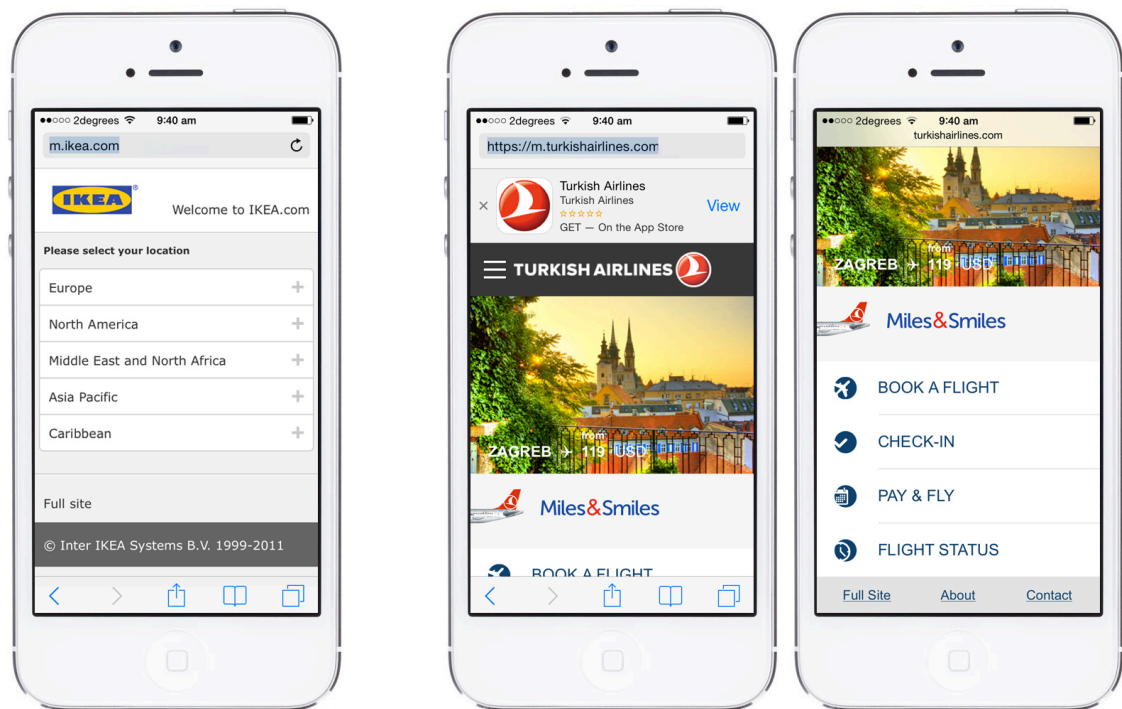 2degrees 9:40 am
m.ikea.com
IKEA®
Welcome to IKEA.com
Please select your location
Europe
North America
Middle East and North Africa
Asia Pacific
Caribbean
Full site
© Inter IKEA Systems B.V. 1999-2011
2degrees 9:40 am
https://m.turkishairlines.com
Turkish Airlines
Turkish Airlines
GET — On the App Store
View
TURKISH AIRLINES
from
ZAGREB 119 USD
Miles&Smiles
BOOK A FLIGHT
2degrees 9:40 am
turkishairlines.com
from
ZAGREB 119 USD
Miles&Smiles
BOOK A FLIGHT
CHECK-IN
PAY & FLY
FLIGHT STATUS
Full Site About Contact